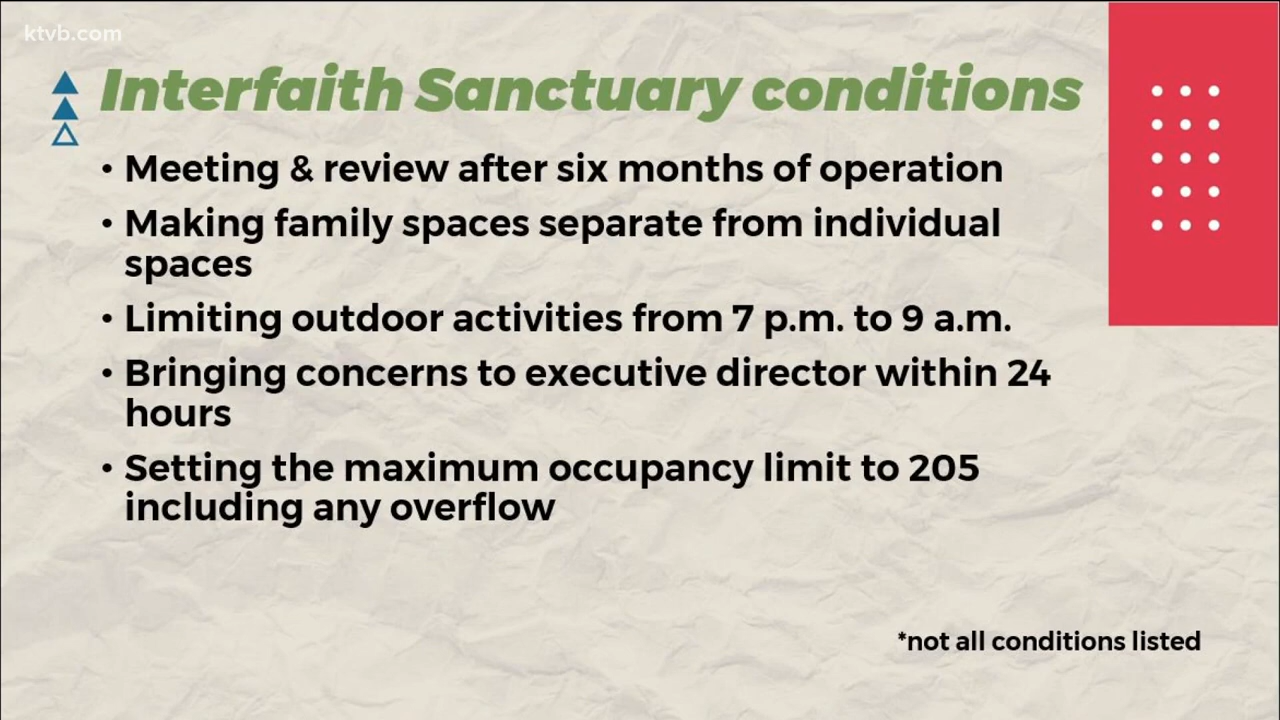 ktvb.com
Interfaith Sanctuary conditions
• Meeting & review after six months of operation
• Making family spaces separate from individual
spaces
• Limiting outdoor activities from 7 p.m. to 9 a.m.
• Bringing concerns to executive director within 24
hours
• Setting the maximum occupancy limit to 205
including any overflow
*not all conditions listed